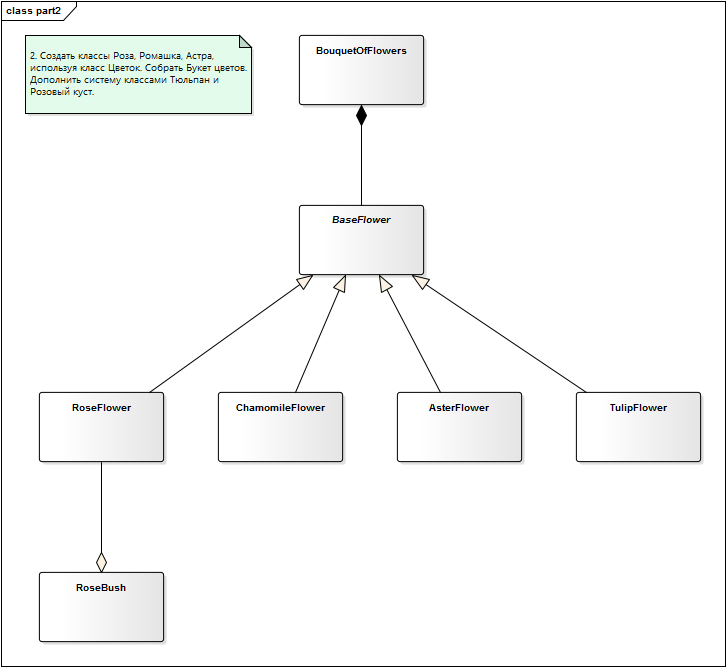 class part2
2. Создать классы Роза, Ромашка, Астра,
используя класс Цветок. Собрать Букет цветов.
Дополнить систему классами Тюльпан и
Розовый куст.
BouquetOfFlowers
BaseFlower
RoseFlower
ChamomileFlower
AsterFlower
TulipFlower
RoseBush